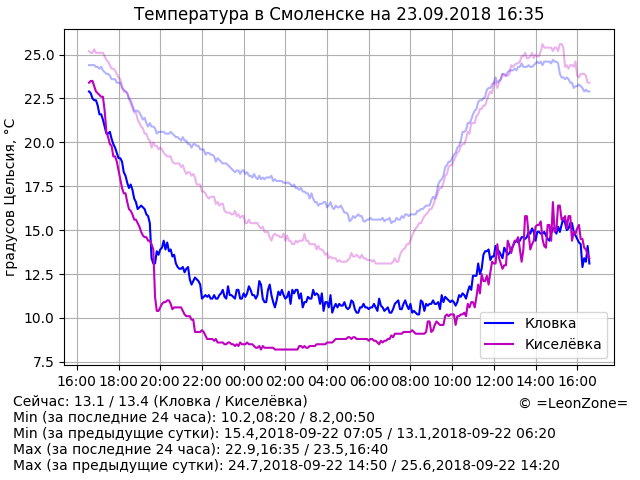 Температура в Смоленске на 23.09.2018 16:35
градусов Цельсия, °C
25.0
22.5
20.0
17.5
15.0
12.5
10.0
7.5
Кловка
Киселёвка
16:00 18:00 20:00 22:00 00:00 02:00 04:00 06:00 08:00 10:00 12:00 14:00 16:00
Сейчас: 13.1 / 13.4 (Кловка / Киселёвка)
© =LeonZone=
Min (за последние 24 часа): 10.2,08:20 / 8.2,00:50
Min (за предыдущие сутки): 15.4,2018-09-22 07:05 / 13.1,2018-09-22 06:20
Max (за последние 24 часа): 22.9,16:35 / 23.5,16:40
Max (за предыдущие сутки): 24.7,2018-09-22 14:50 / 25.6,2018-09-22 14:20